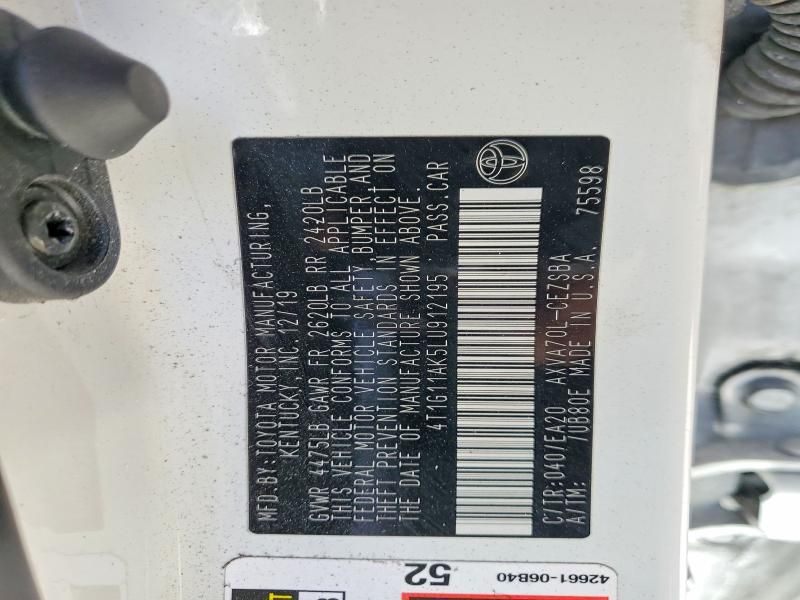 MFD.BY:TOYOTA MOTOR MANUFACTURING,
KENTUCKY,INC. 12/19
GVWR 4475LB GAWR FR 2620LB RR 2420LB
THIS VEHICLE CONFORMS TO ALL APPLICABLE
FEDERAL MOTOR VEHICLE SAFETY,BUMPER,AND
THEFT PREVENTION STANDARDS IN EFFECT ON
THE DATE OF MANUFACTURE SHOWN ABOVE.
4T1G11AK5LU912195 PASS.CAR
C/TR:040/EA20 AXVA70L-CEZSBA
A/TM: /UB80E MADE IN U.S.A. 75598
52
42661-06B40